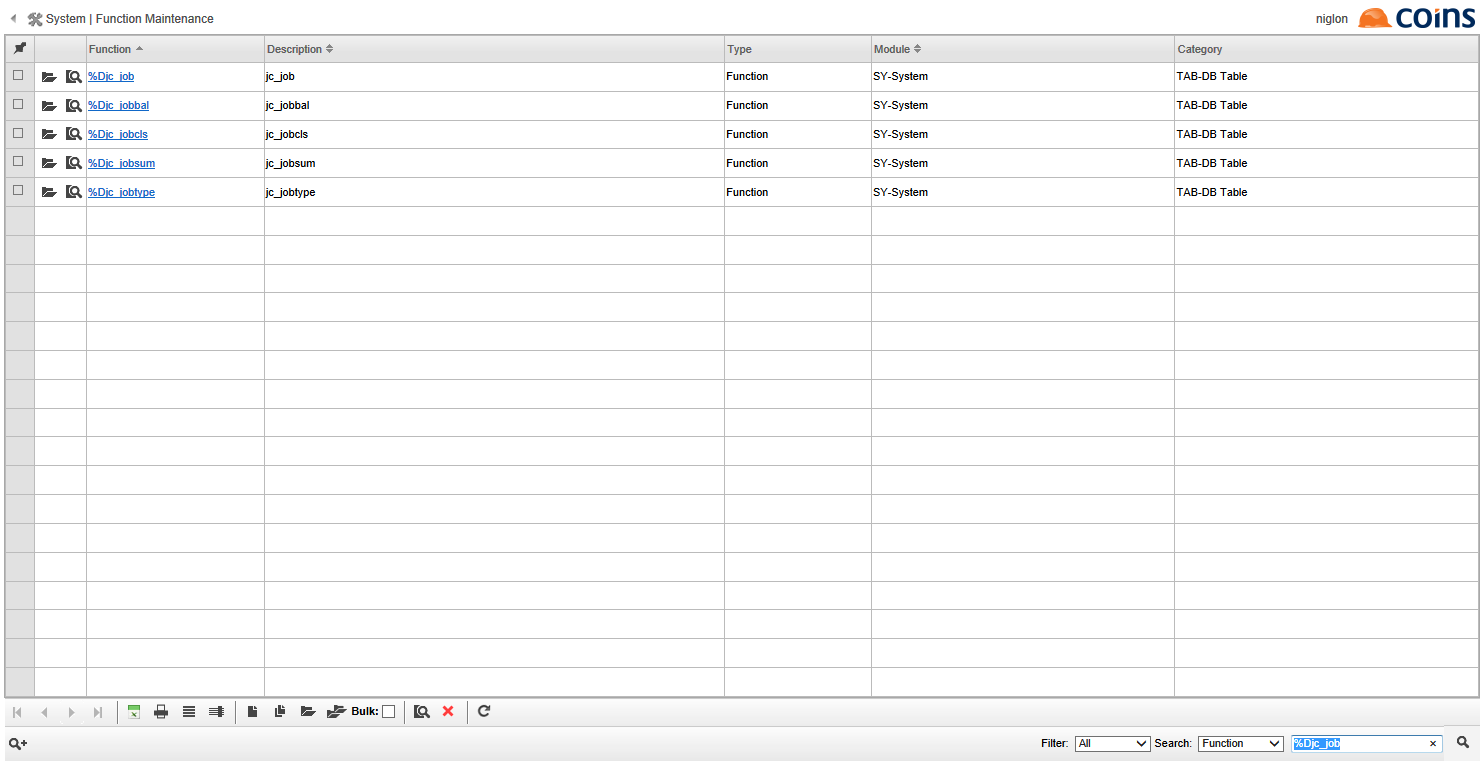 System | Function Maintenance niglon coins
Function Description Type Module Category
%Djc_job jc_job Function SY-System TAB-DB Table
%Djc_jobbal jc_jobbal Function SY-System TAB-DB Table
%Djc_jobcls jc_jobcls Function SY-System TAB-DB Table
%Djc_jobsum jc_jobsum Function SY-System TAB-DB Table
%Djc_jobtype jc_jobtype Function SY-System TAB-DB Table
Bulk:
Filter: All Search: Function %Djc_job